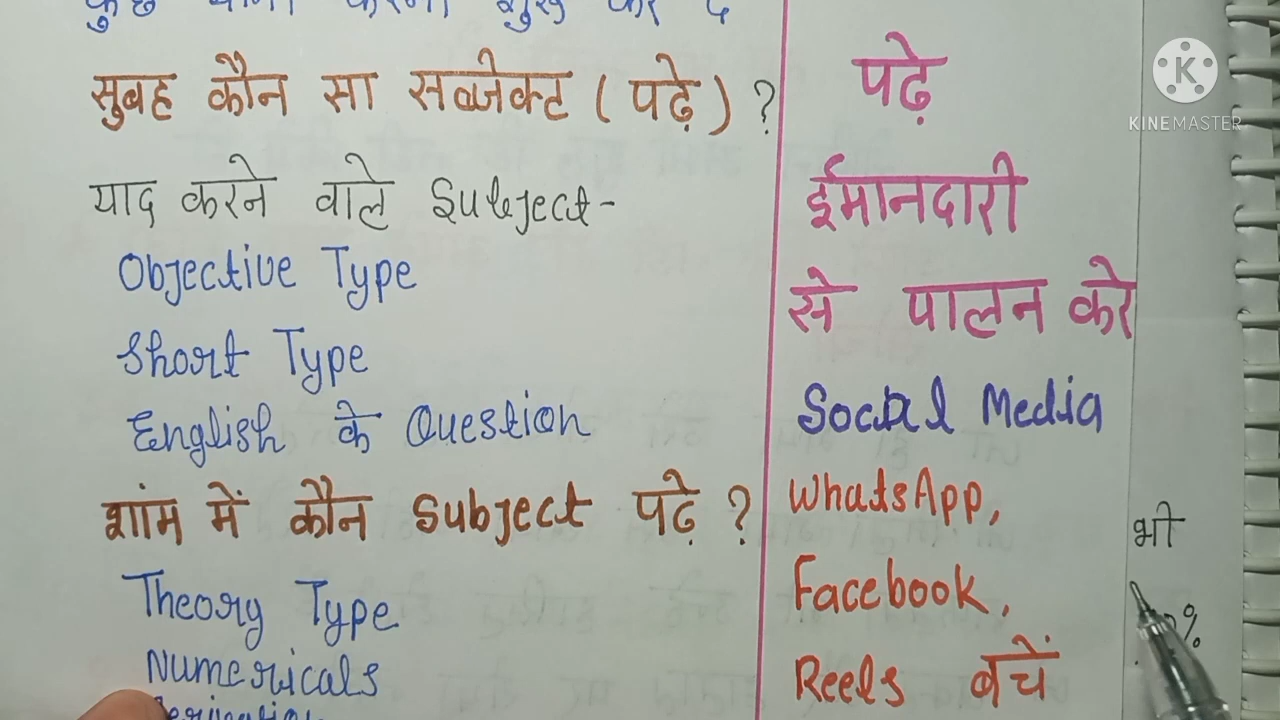 कुछ
सुबह कौन सा सब्जेक्ट (पढ़े) ?
याद करने वाले Subject-
Objective Type
Short Type
English के Question
शांम में कौन Subject पढ़े ?
Theory Type
Numericals
पढ़े
ईमानदारी
से पालन करे
Social Media
WhatsApp,
Facebook,
Reels बचें
भी
%
KINEMASTER